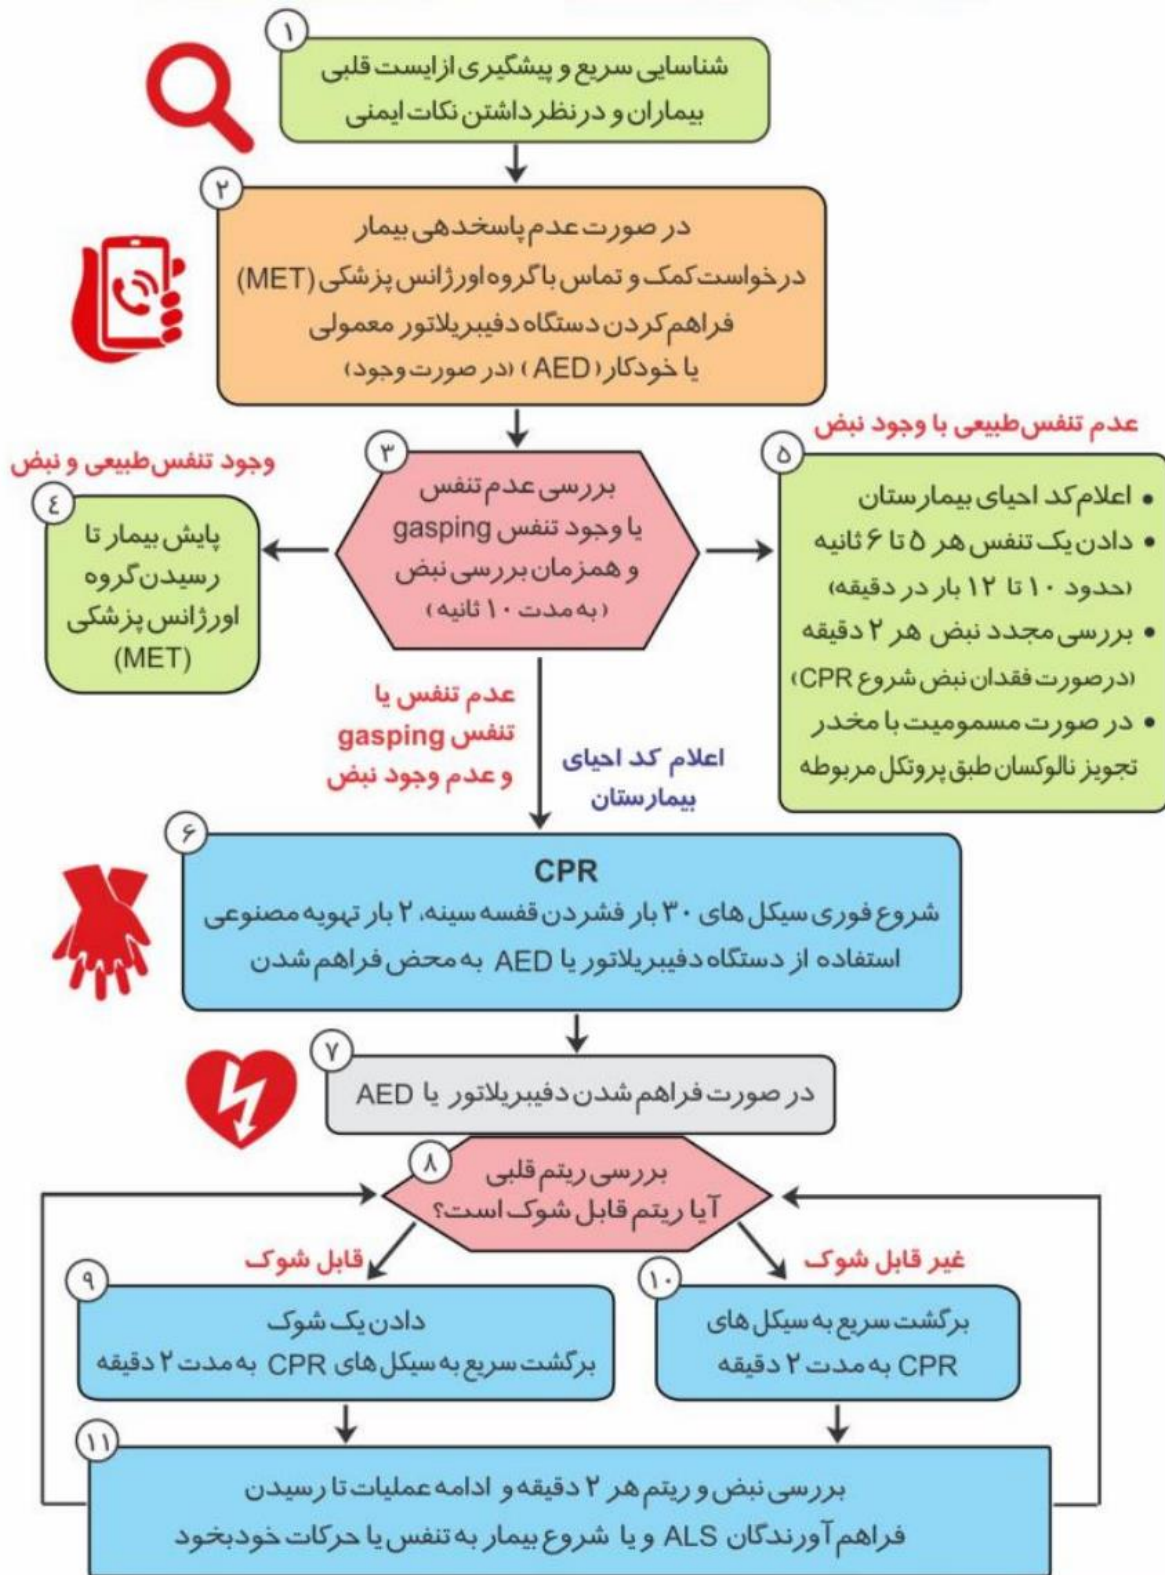 ۱
شناسایی سریع و پیشگیری از ایست قلبی
بیماران و در نظر داشتن نکات ایمنی
۲
در صورت عدم پاسخدهی بیمار
درخواست کمک و تماس با گروه اورژانس پزشکی (MET)
فراهم کردن دستگاه دفیبریلاتور معمولی
یا خودکار (AED) (در صورت وجود)
۳
بررسی عدم تنفس
یا وجود تنفس gasping
و همزمان بررسی نبض
(به مدت ۱۰ ثانیه)
وجود تنفس طبیعی و نبض
۴
پایش بیمار تا
رسیدن گروه
اورژانس پزشکی
(MET)
عدم تنفس طبیعی با وجود نبض
۵
• اعلام کد احیای بیمارستان
• دادن یک تنفس هر ۵ تا ۶ ثانیه
(حدود ۱۰ تا ۱۲ بار در دقیقه)
• بررسی مجدد نبض هر ۲ دقیقه
(درصورت فقدان نبض شروع CPR)
• در صورت مسمومیت با مخدر
تجویز نالوکسان طبق پروتکل مربوطه
عدم تنفس یا
تنفس gasping
و عدم وجود نبض
اعلام کد احیای
بیمارستان
۶
CPR
شروع فوری سیکل های ۳۰ بار فشردن قفسه سینه، ۲ بار تهویه مصنوعی
استفاده از دستگاه دفیبریلاتور یا AED به محض فراهم شدن
۷
در صورت فراهم شدن دفیبریلاتور یا AED
۸
بررسی ریتم قلبی
آیا ریتم قابل شوک است؟
قابل شوک
۹
دادن یک شوک
برگشت سریع به سیکل های CPR به مدت ۲ دقیقه
غیر قابل شوک
۱۰
برگشت سریع به سیکل های
CPR به مدت ۲ دقیقه
۱۱
بررسی نبض و ریتم هر ۲ دقیقه و ادامه عملیات تا رسیدن
فراهم آورندگان ALS و یا شروع بیمار به تنفس یا حرکات خودبخود